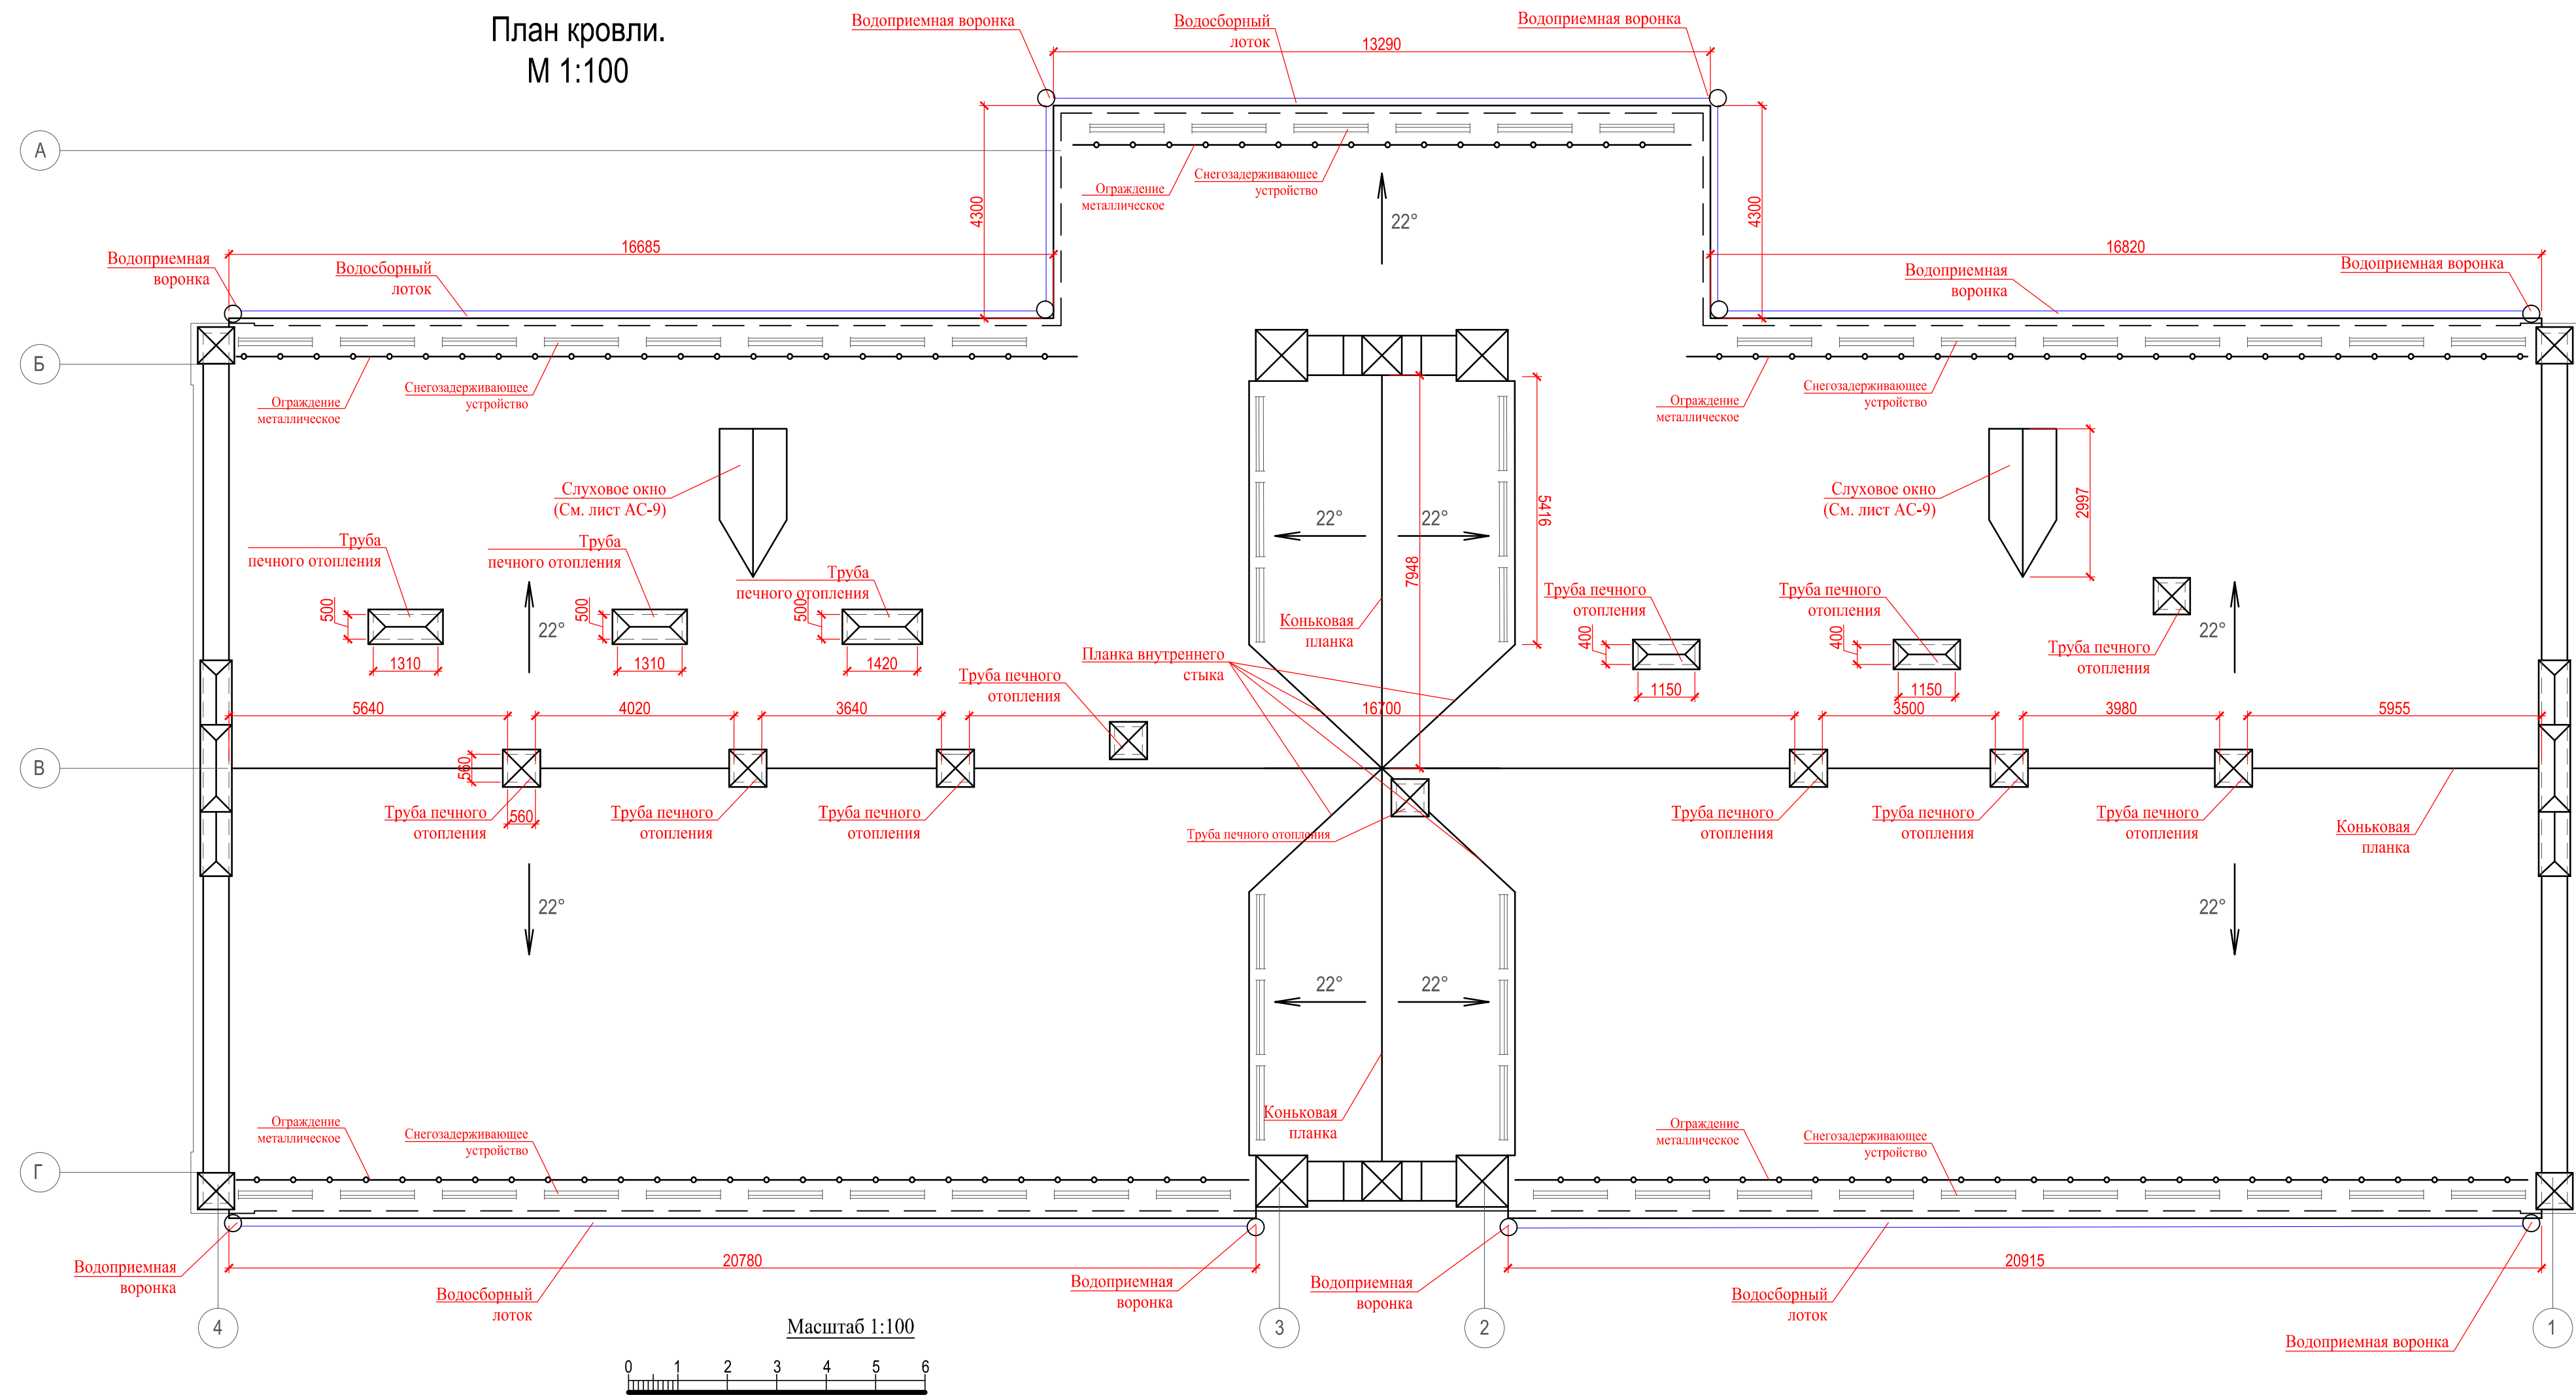 План кровли.
М 1:100
Водоприемная воронка
Водосборный
лоток
13290
Водоприемная воронка
А
Снегозадерживающее
устройство
Ограждение
металлическое
4300
4300
22°
16685
16820
Водоприемная
воронка
Водосборный
лоток
Водоприемная
воронка
Водоприемная воронка
Б
Ограждение
металлическое
Снегозадерживающее
устройство
Ограждение
металлическое
Снегозадерживающее
устройство
Слуховое окно
(См. лист АС-9)
Слуховое окно
(См. лист АС-9)
2997
5416
7948
22°
22°
Труба
печного отопления
Труба
печного отопления
Труба
печного отопления
Труба печного
отопления
Труба печного
отопления
500
500
500
400
400
1310
1310
1420
1150
1150
22°
22°
Коньковая
планка
Планка внутреннего
стыка
Труба печного
отопления
Труба печного
отопления
5640
4020
3640
16700
3500
3980
5955
В
560
560
Труба печного
отопления
Труба печного
отопления
Труба печного
отопления
Труба печного отопления
Труба печного
отопления
Труба печного
отопления
Труба печного
отопления
Коньковая
планка
22°
22°
22°
22°
Коньковая
планка
Ограждение
металлическое
Снегозадерживающее
устройство
Ограждение
металлическое
Снегозадерживающее
устройство
Г
20780
20915
Водоприемная
воронка
Водосборный
лоток
Водоприемная
воронка
Водоприемная
воронка
Водосборный
лоток
Водоприемная воронка
4
3
2
1
Масштаб 1:100
0 1 2 3 4 5 6